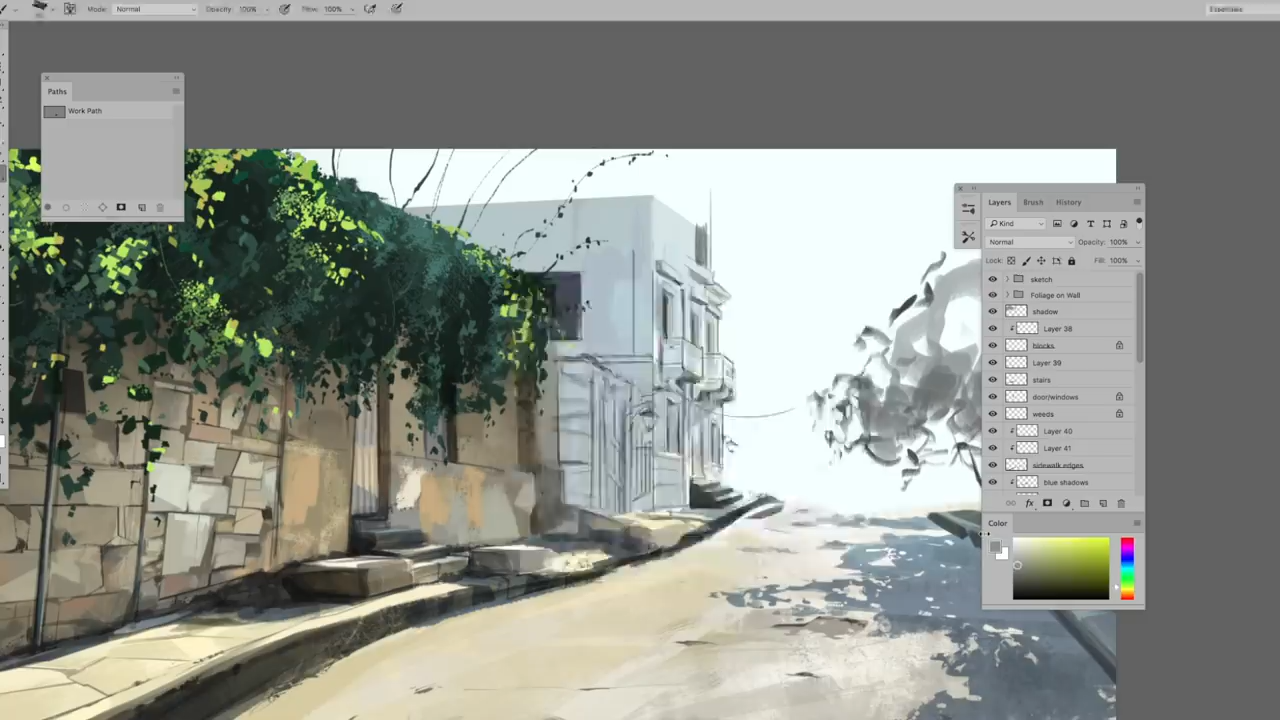 Mode: Normal Opacity: 100% Flow: 100% Essentials
Paths
Work Path
Layers Brush History
Kind
Normal Opacity: 100%
Lock: Fill: 100%
sketch
Foliage on Wall
shadow
Layer 38
blocks
Layer 39
stairs
door/windows
weeds
Layer 40
Layer 41
sidewalk edges
blue shadows
fx
Color